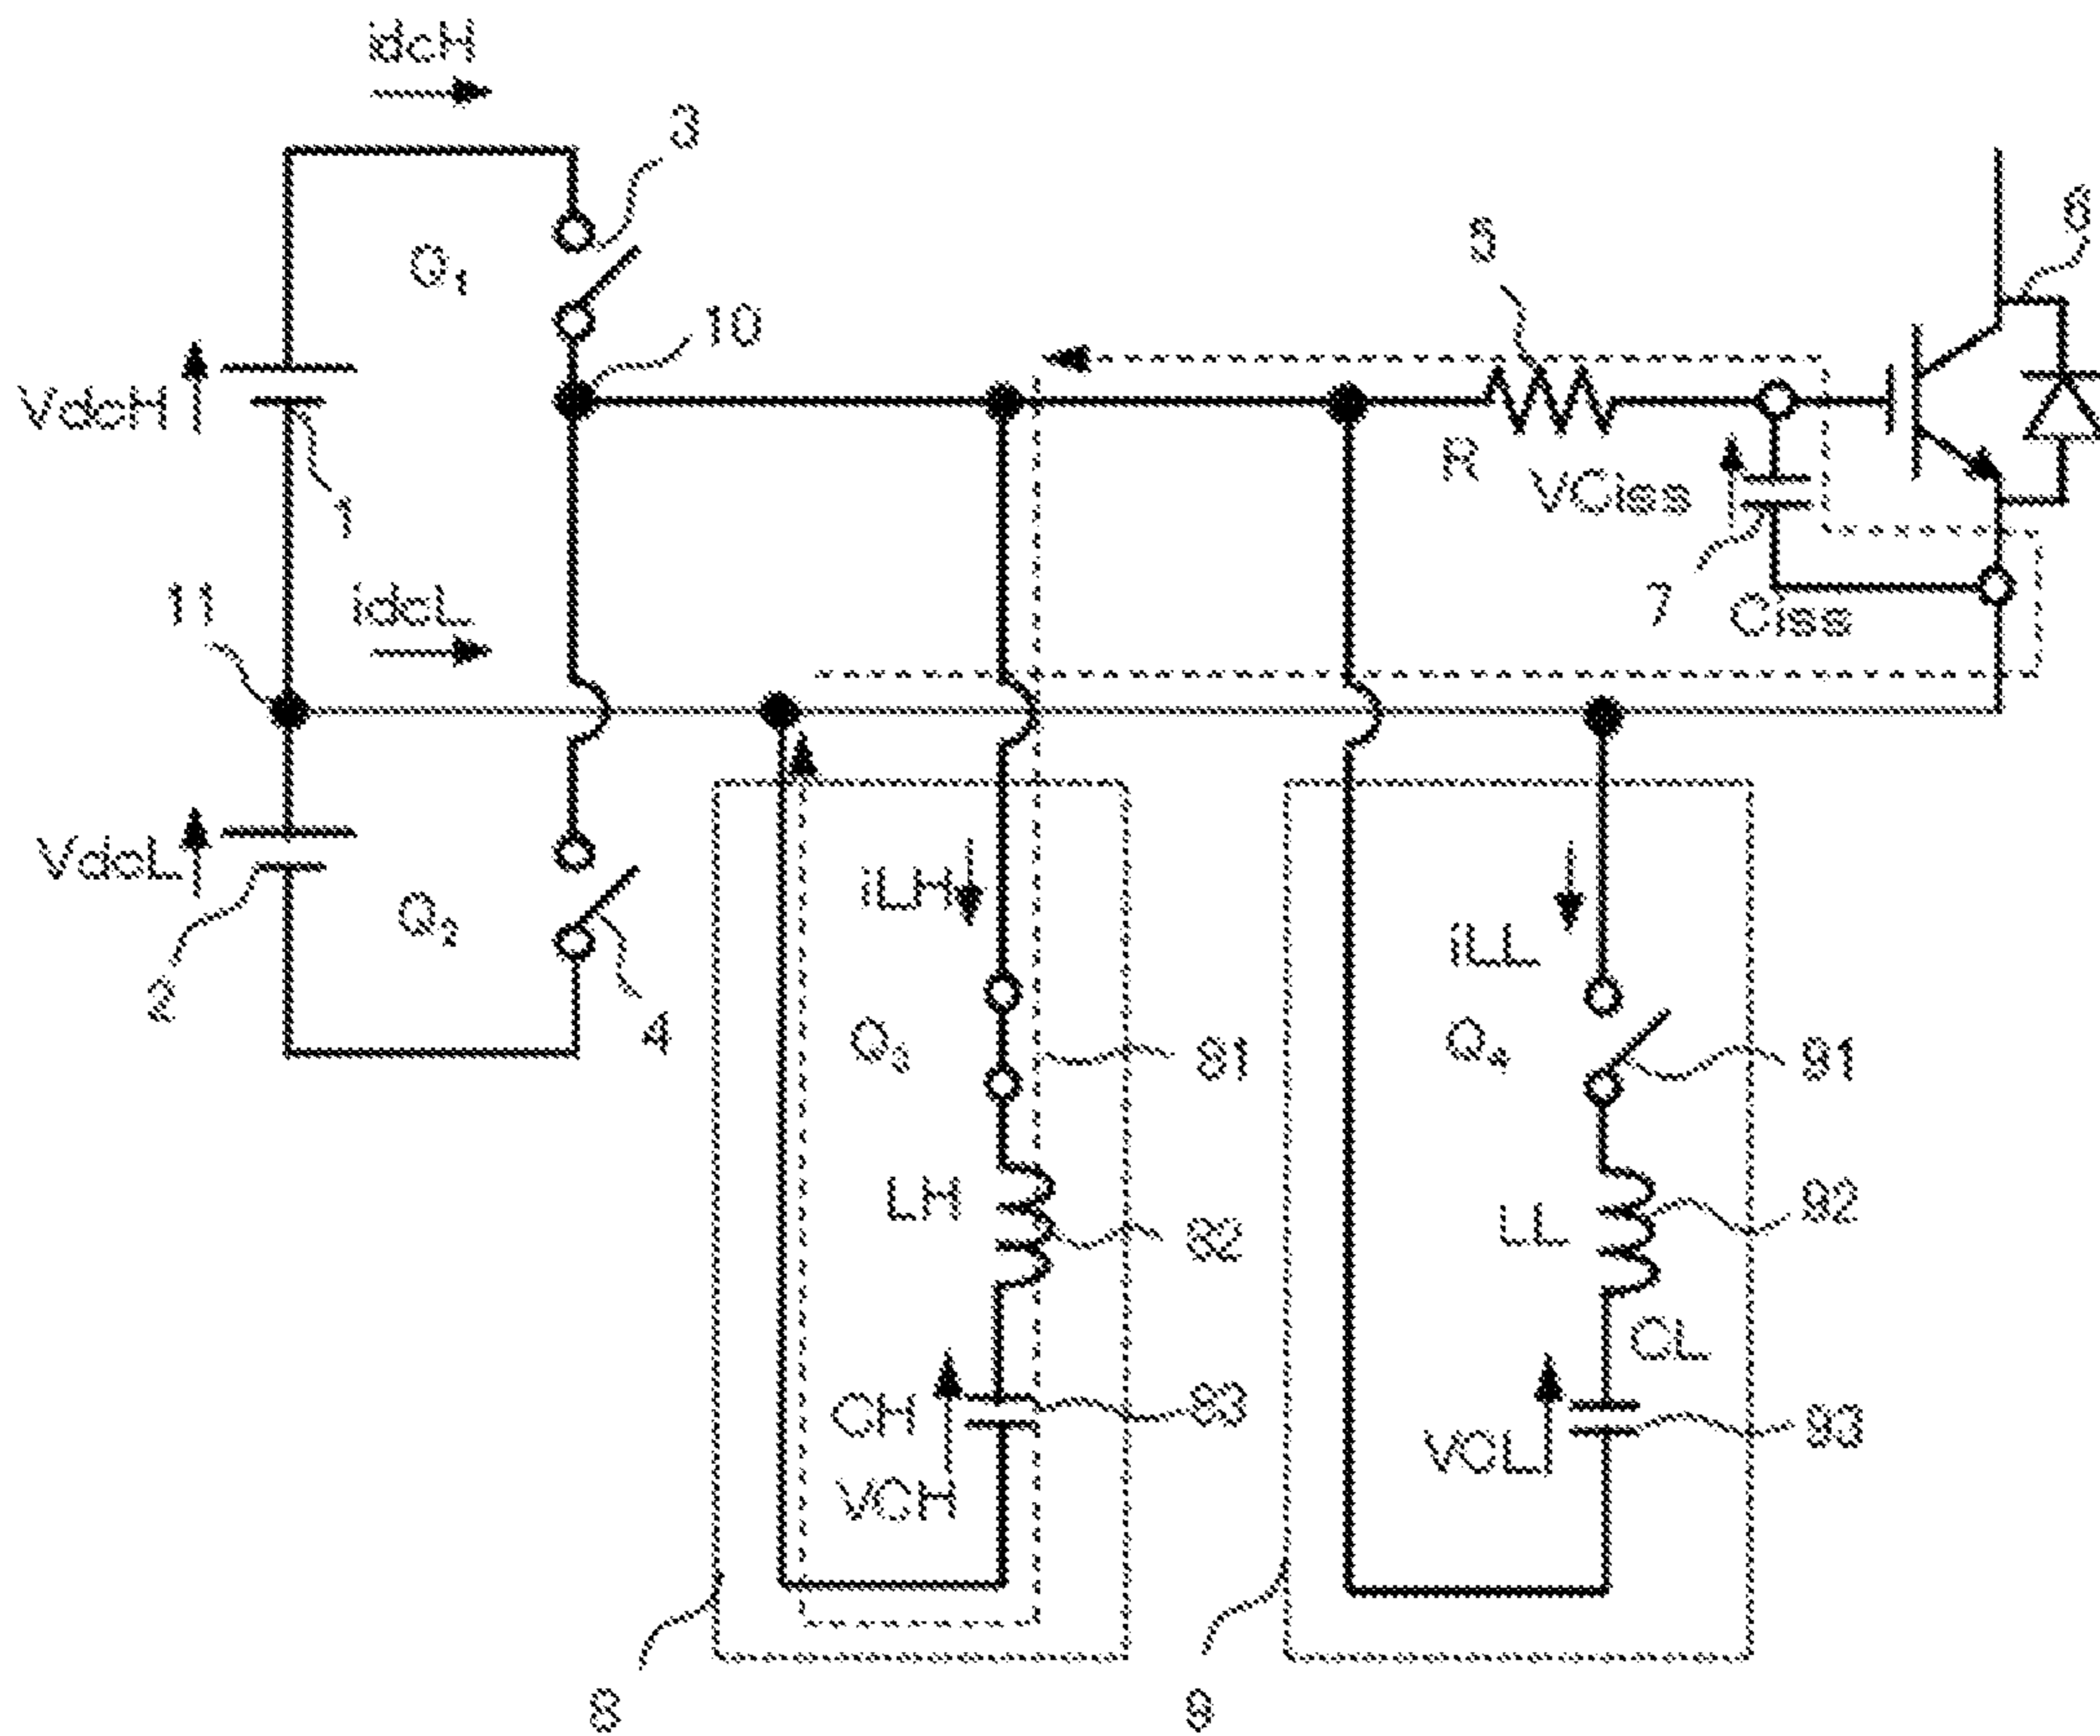 idcH
3
Q1
10
5
6
VdcH
1
R
VCiss
7
Ciss
11
idcL
VdcL
2
Q2
4
iLH
iLL
Q3
81
Q4
91
LH
82
LL
92
CL
CH
83
VCH
VCL
93
8
9